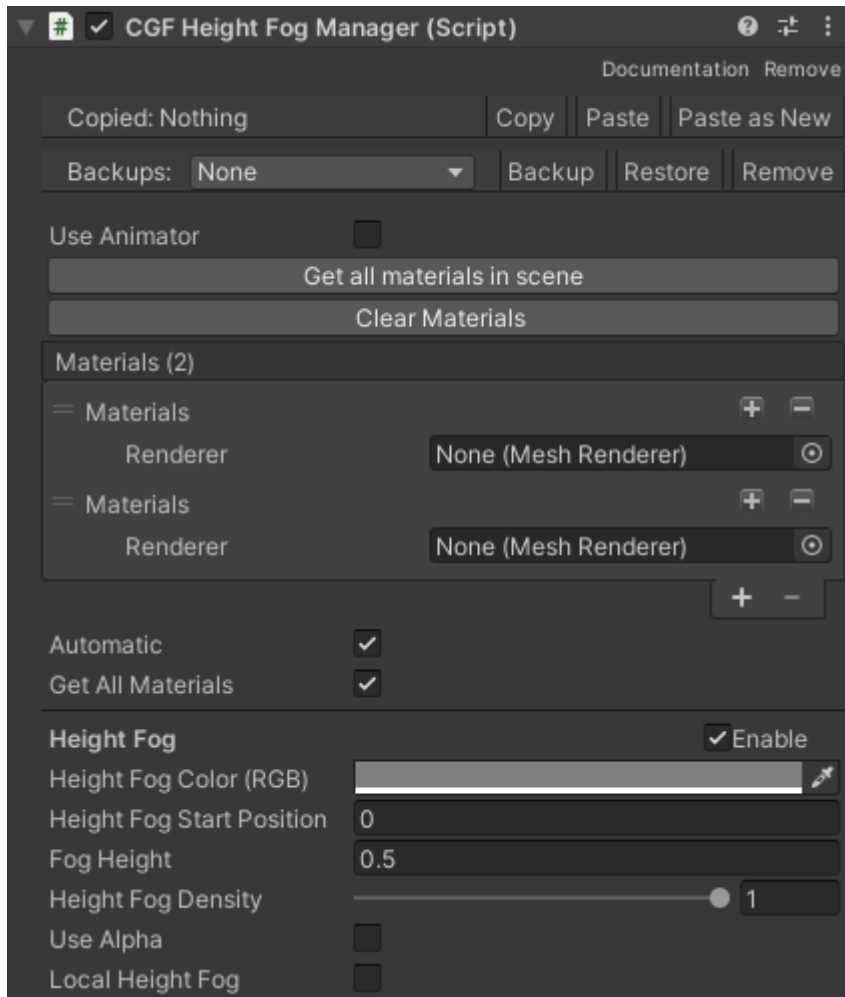 # CGF Height Fog Manager (Script)
Documentation Remove
Copied: Nothing Copy Paste Paste as New
Backups: None Backup Restore Remove
Use Animator
Get all materials in scene
Clear Materials
Materials (2)
Materials
Renderer None (Mesh Renderer)
Materials
Renderer None (Mesh Renderer)
Automatic
Get All Materials
Height Fog Enable
Height Fog Color (RGB)
Height Fog Start Position 0
Fog Height 0.5
Height Fog Density 1
Use Alpha
Local Height Fog